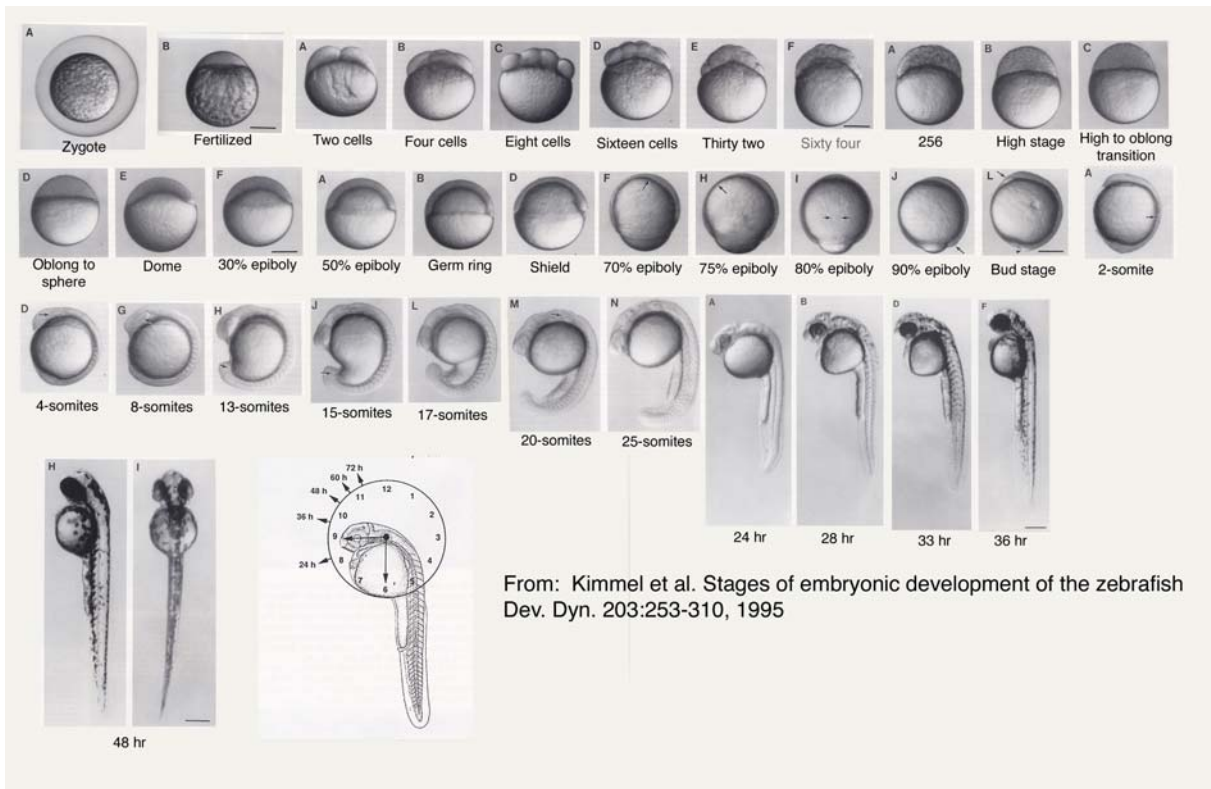 A
Zygote
B
Fertilized
A
Two cells
B
Four cells
C
Eight cells
D
Sixteen cells
E
Thirty two
F
Sixty four
A
256
B
High stage
C
High to oblong
transition
D
Oblong to
sphere
E
Dome
F
30% epiboly
A
50% epiboly
B
Germ ring
D
Shield
F
70% epiboly
H
75% epiboly
I
80% epiboly
J
90% epiboly
L
Bud stage
A
2-somite
D
4-somites
G
8-somites
H
13-somites
J
15-somites
L
17-somites
M
20-somites
N
25-somites
A
24 hr
B
28 hr
D
33 hr
F
36 hr
H
I
48 hr
72 h
60 h
48 h
36 h
24 h
12
1
2
3
4
5
6
7
8
9
10
11
From: Kimmel et al. Stages of embryonic development of the zebrafish
Dev. Dyn. 203:253-310, 1995